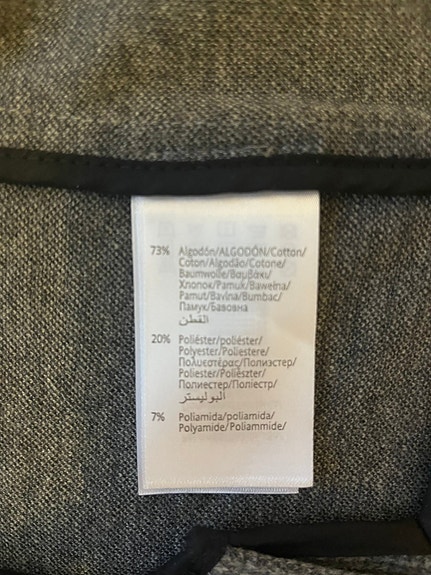 73% Algodón/ALGODÓN/Cotton/
Coton/Algodão/Cotone/
Baumwolle/Βαμβάκι/
Хлопок/Pamuk/Bawełna/
Pamut/Bavlna/Bumbac/
Памук/Бавовна
القطن
20% Poliéster/poliéster/
Polyester/Poliestere/
Πολυεστέρας/Полиэстер/
Poliester/Poliészter/
Полиестер/Поліестр/
البوليستر
7% Poliamida/poliamida/
Polyamide/Poliammide/